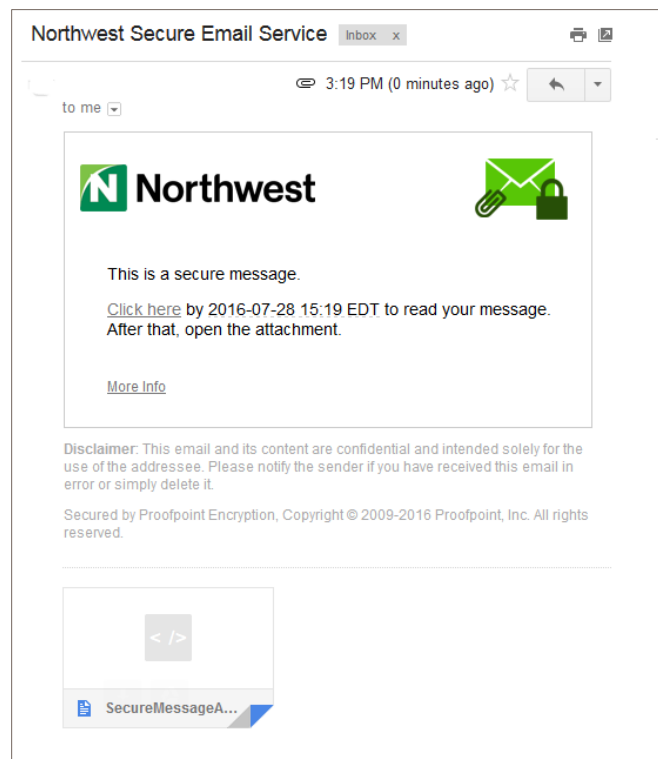 Northwest Secure Email Service Inbox x
3:19 PM (0 minutes ago)
to me
N Northwest
This is a secure message.
Click here by 2016-07-28 15:19 EDT to read your message.
After that, open the attachment.
More Info
Disclaimer: This email and its content are confidential and intended solely for the
use of the addressee. Please notify the sender if you have received this email in
error or simply delete it.
Secured by Proofpoint Encryption, Copyright © 2009-2016 Proofpoint, Inc. All rights
reserved.
</>
SecureMessageA...